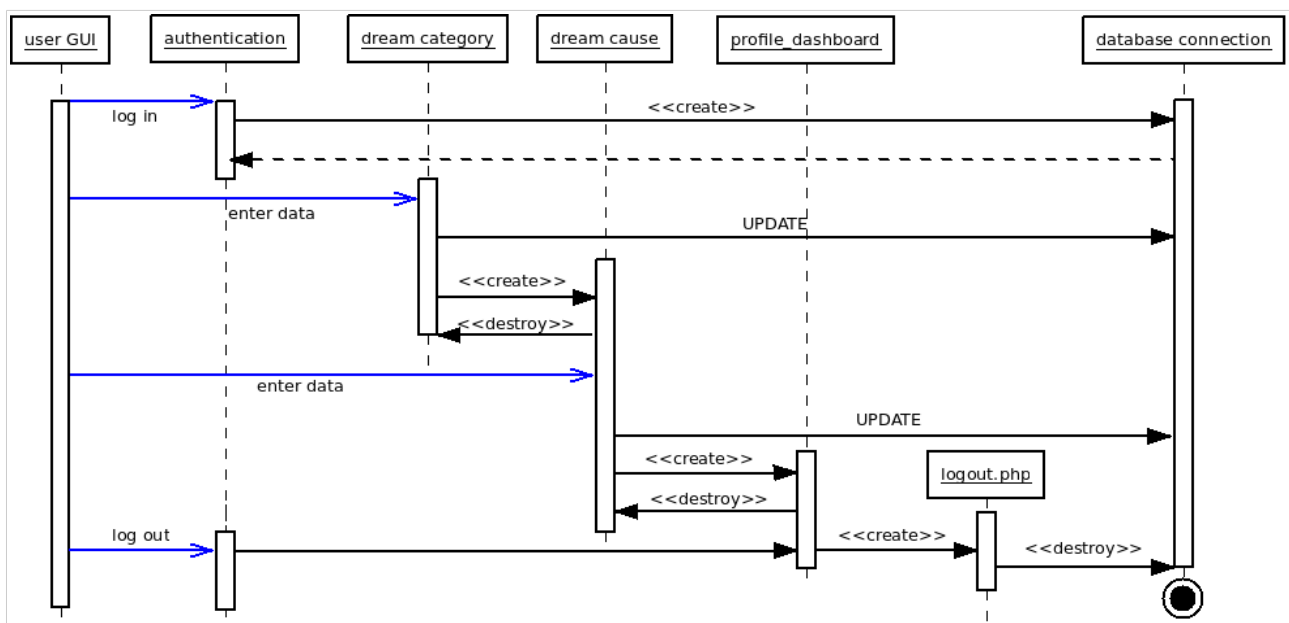 user GUI
authentication
dream category
dream cause
profile_dashboard
database connection
<<create>>
log in
enter data
UPDATE
<<create>>
<<destroy>>
enter data
UPDATE
<<create>>
logout.php
<<destroy>>
log out
<<create>>
<<destroy>>